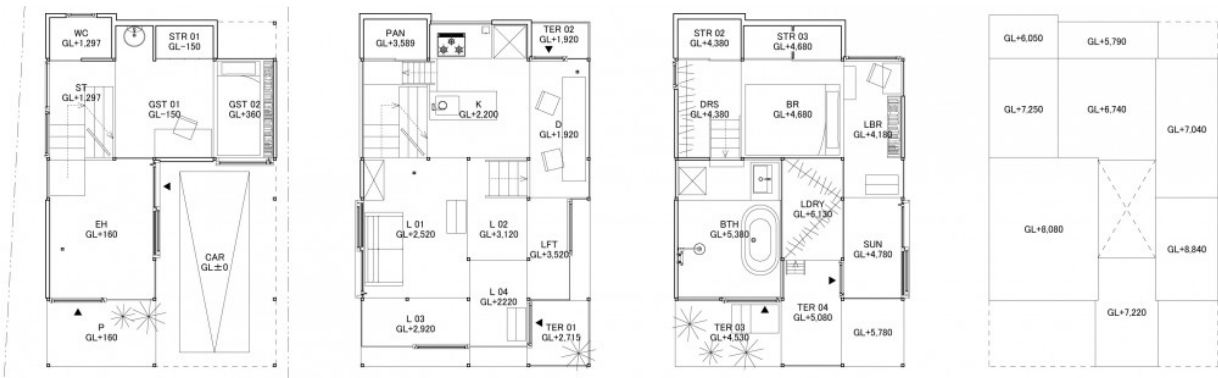 WC
GL+1,297
STR 01
GL-150
ST
GL+1,297
GST 01
GL-150
GST 02
GL+360
EH
GL+160
CAR
GL±0
P
GL+160
PAN
GL+3,589
TER 02
GL+1,920
K
GL+2,200
D
GL+1,920
L 01
GL+2,520
L 02
GL+3,120
LFT
GL+3,520
L 04
GL+2220
L 03
GL+2,920
TER 01
GL+2,715
STR 02
GL+4,380
STR 03
GL+4,680
DRS
GL+4,380
BR
GL+4,680
LBR
GL+4,180
LDRY
GL+6,130
BTH
GL+5,380
SUN
GL+4,780
TER 03
GL+4,530
TER 04
GL+5,080
GL+5,780
GL+6,050
GL+5,790
GL+7,250
GL+6,740
GL+7,040
GL+8,080
GL+8,840
GL+7,220